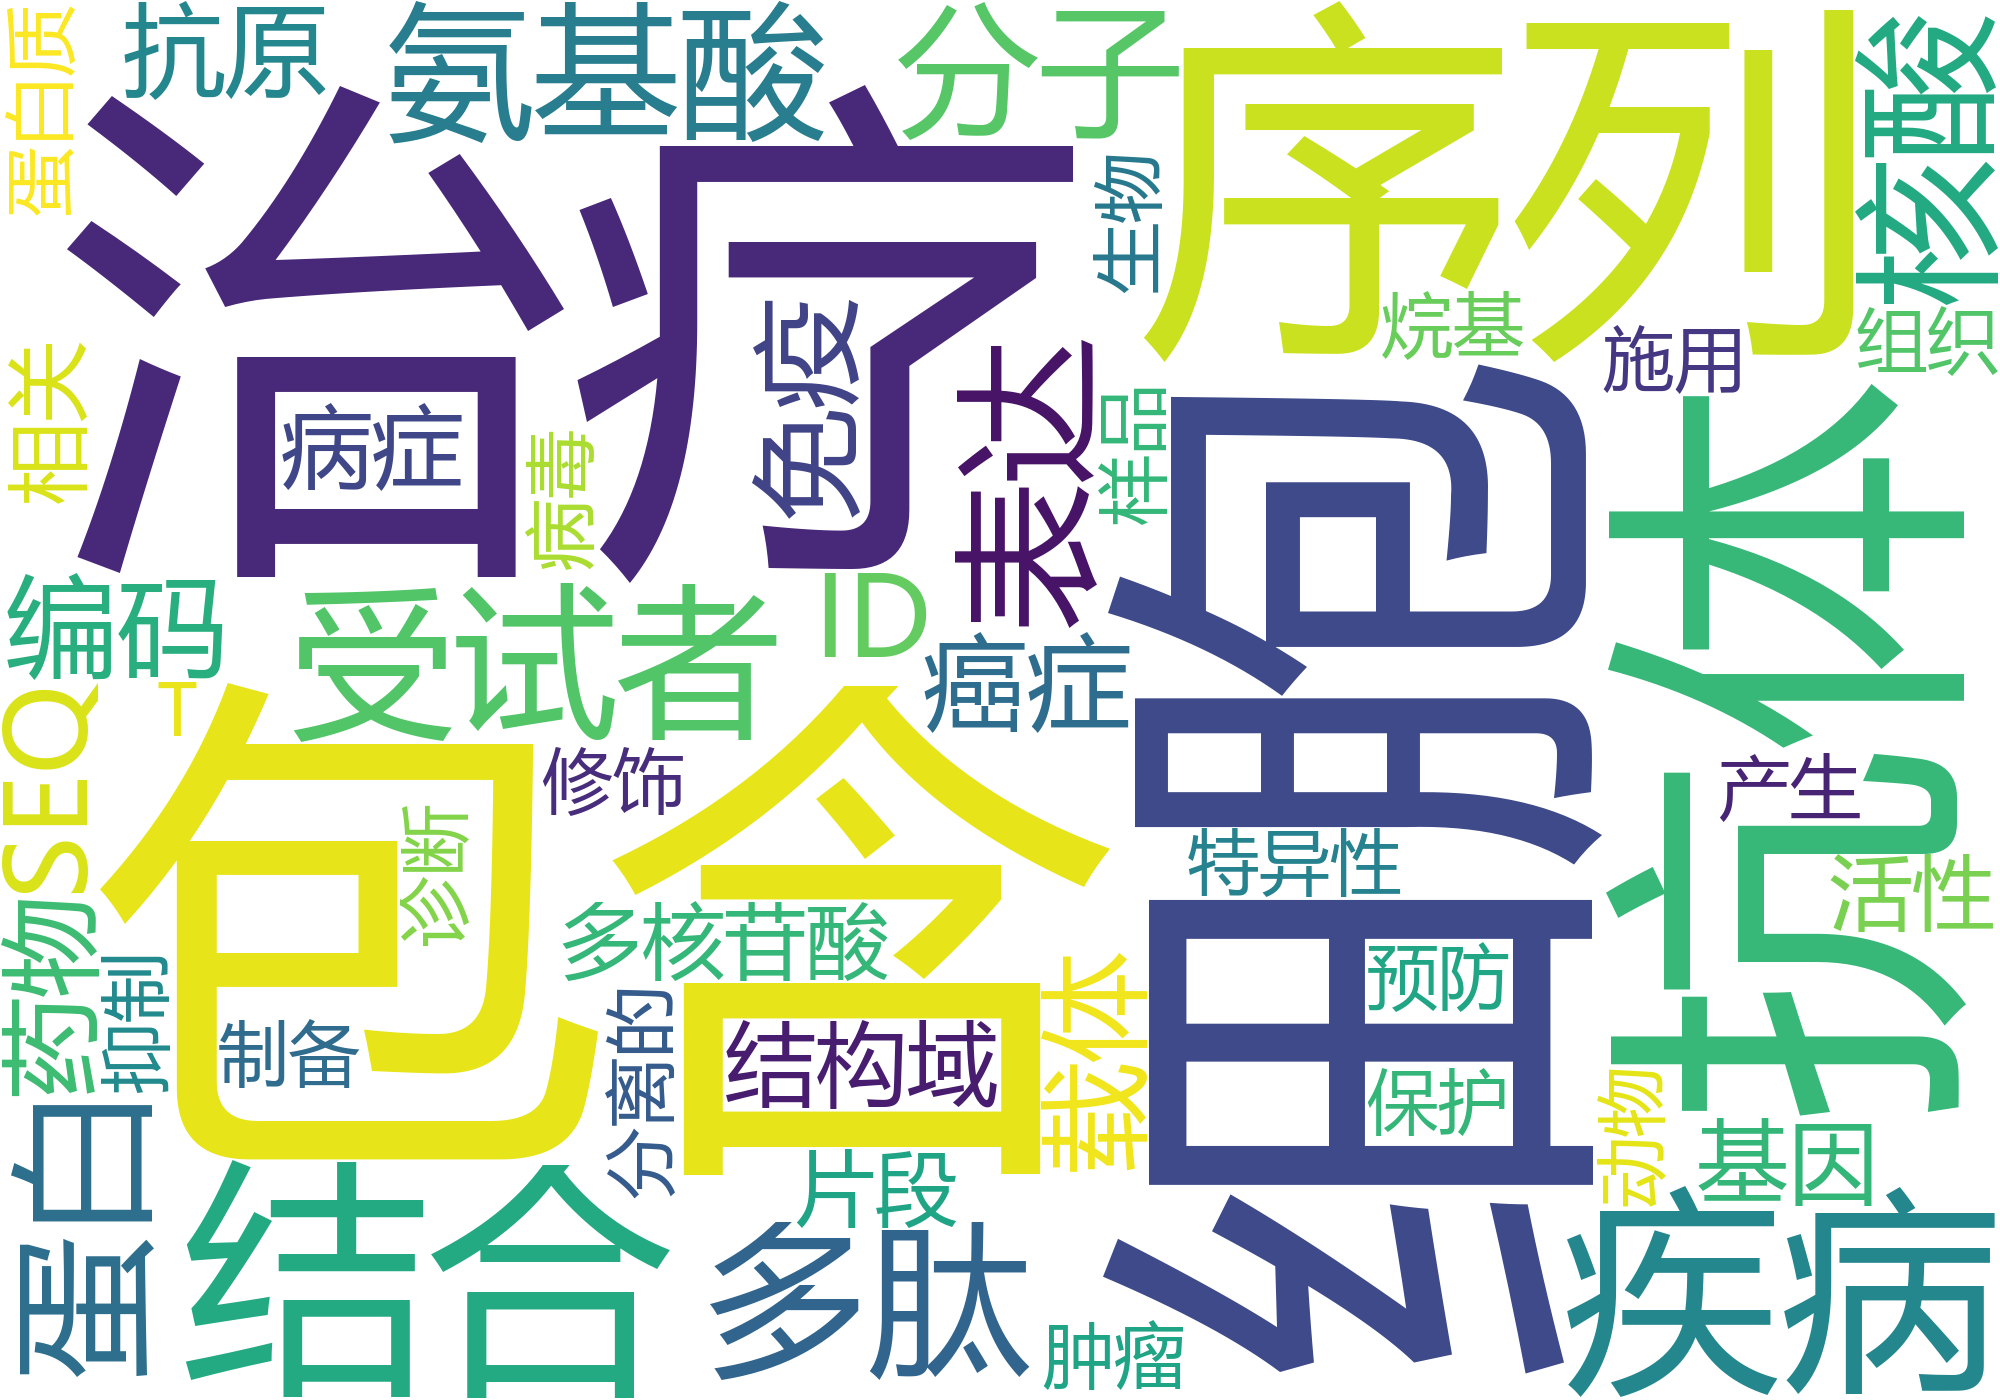 蛋白质
抗原
氨基酸
分子
序列
核酸
治疗
生物
烷基
施用
组织
免疫
表达
相关
病症
病毒
样品
细胞
抗体
编码
受试者
ID
癌症
SEQ
T
包含
修饰
诊断
产生
特异性
活性
药物
抑制
多核苷酸
分离的
载体
预防
制备
结构域
保护
动物
基因
蛋白
结合
片段
多肽
肿瘤
疾病